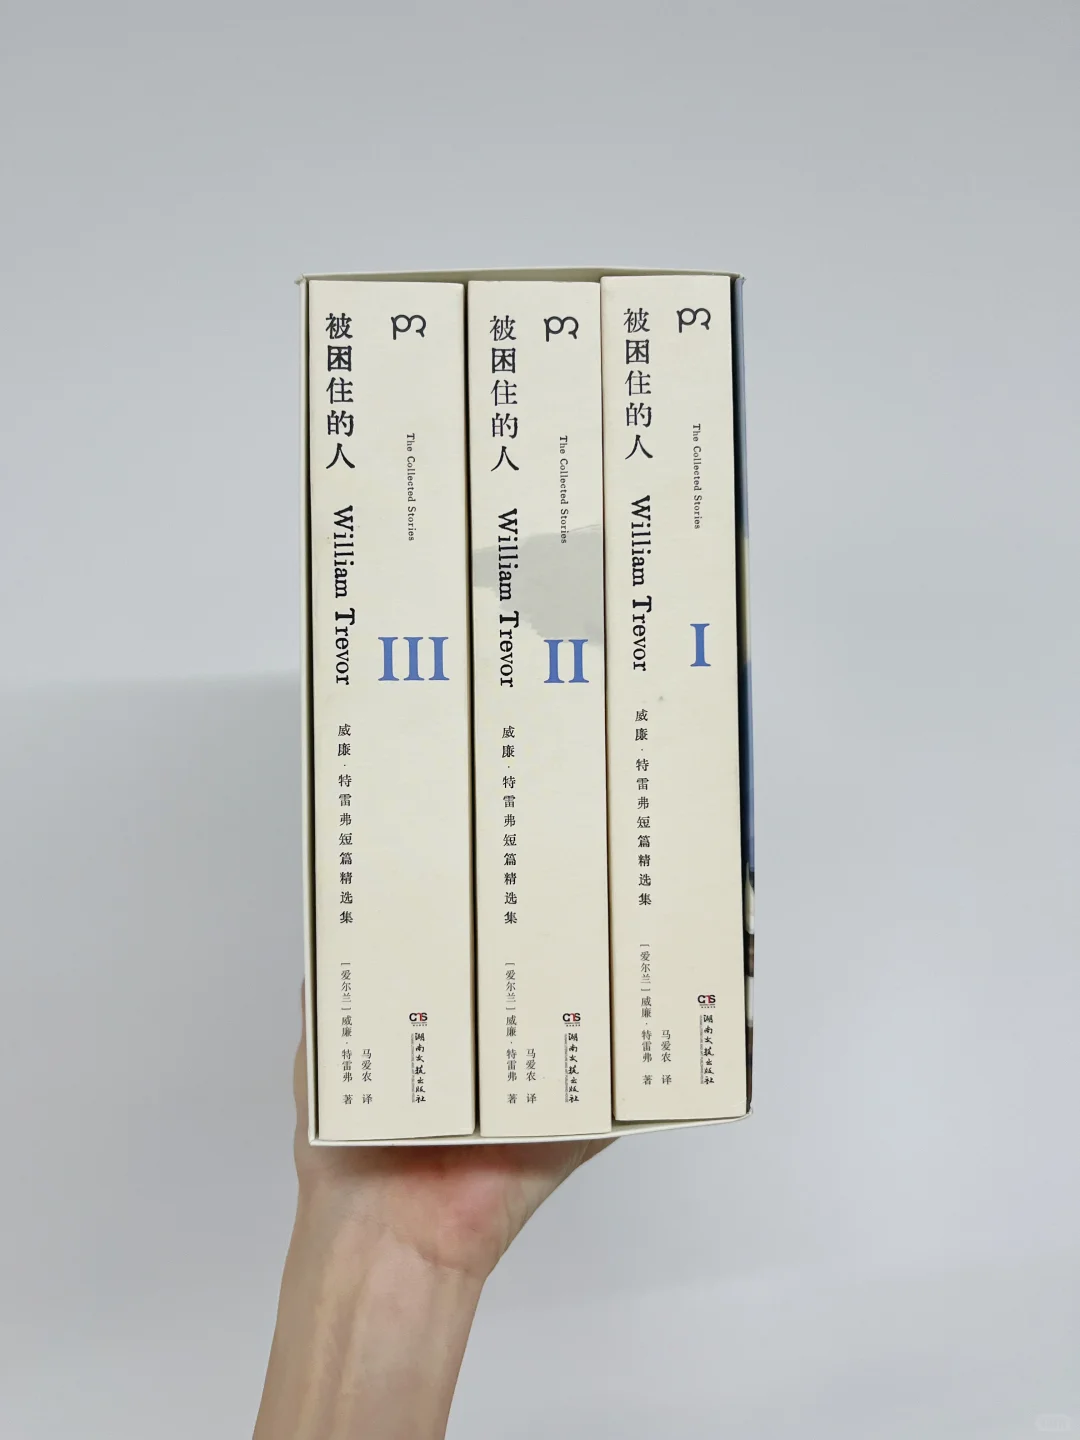 被困住的人
The Collected Stories
William Trevor
III
威廉·特雷弗短篇精选集
[爱尔兰]威廉·特雷弗 著
马爱农 译
CNS
湖南文艺出版社
被困住的人
The Collected Stories
William Trevor
II
威廉·特雷弗短篇精选集
[爱尔兰]威廉·特雷弗 著
马爱农 译
CNS
湖南文艺出版社
被困住的人
The Collected Stories
William Trevor
I
威廉·特雷弗短篇精选集
[爱尔兰]威廉·特雷弗 著
马爱农 译
CNS
湖南文艺出版社